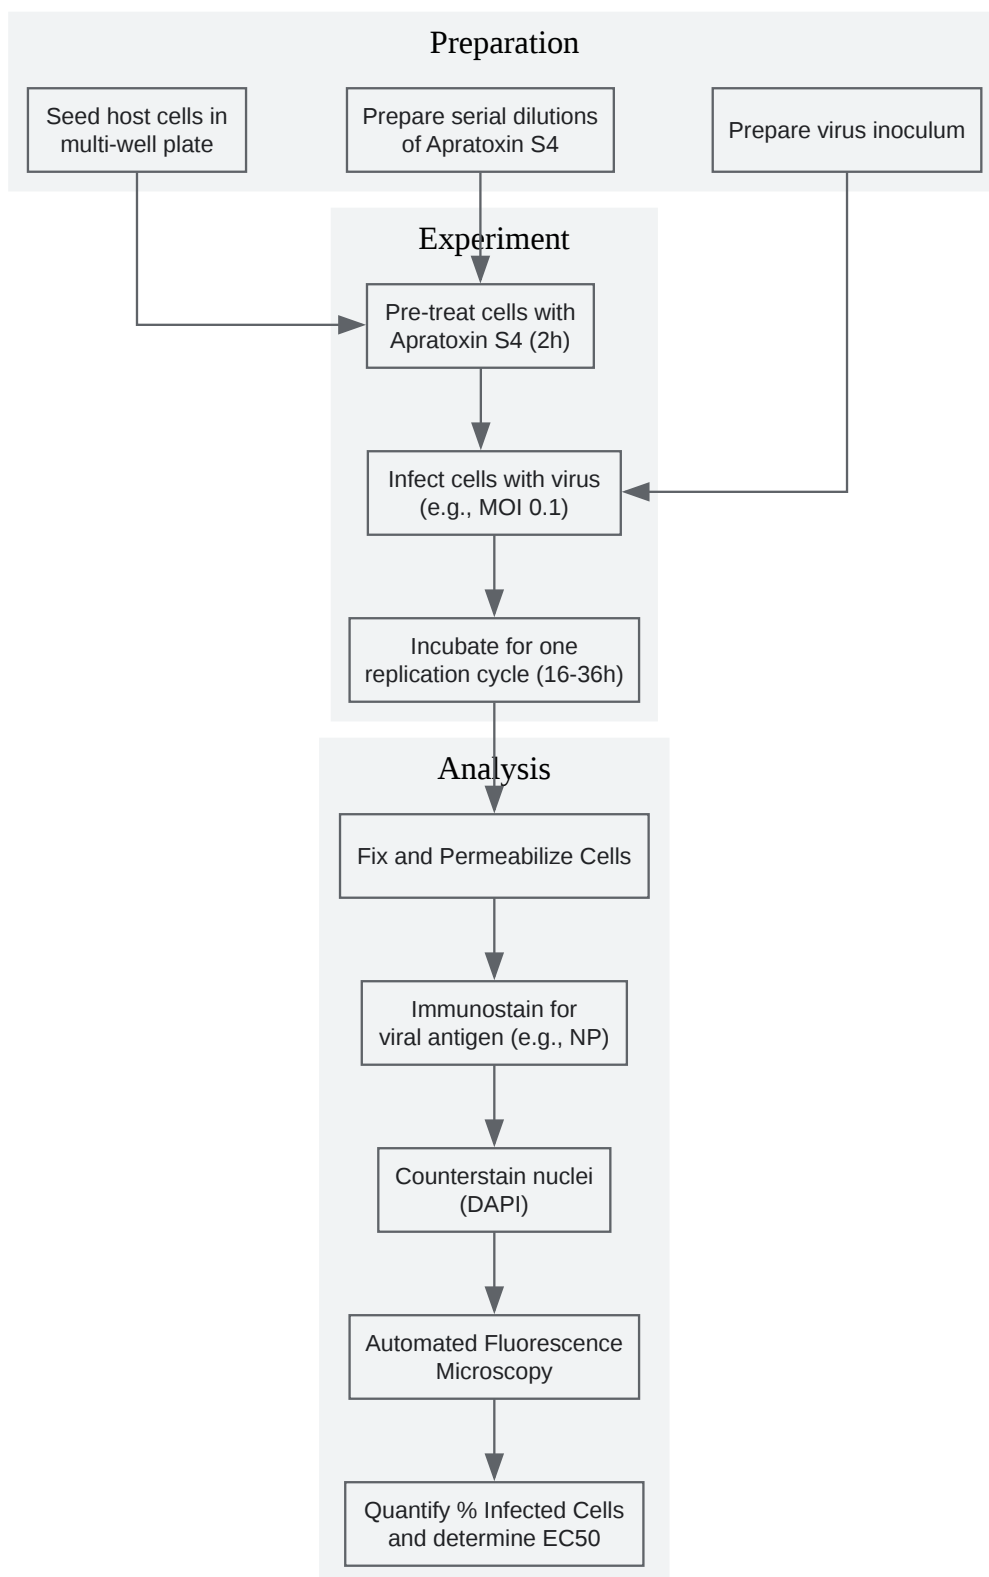 Preparation
Seed host cells in
multi-well plate
Prepare serial dilutions
of Apratoxin S4
Prepare virus inoculum
Experiment
Pre-treat cells with
Apratoxin S4 (2h)
Infect cells with virus
(e.g., MOI 0.1)
Incubate for one
replication cycle (16-36h)
Analysis
Fix and Permeabilize Cells
Immunostain for
viral antigen (e.g., NP)
Counterstain nuclei
(DAPI)
Automated Fluorescence
Microscopy
Quantify % Infected Cells
and determine EC50